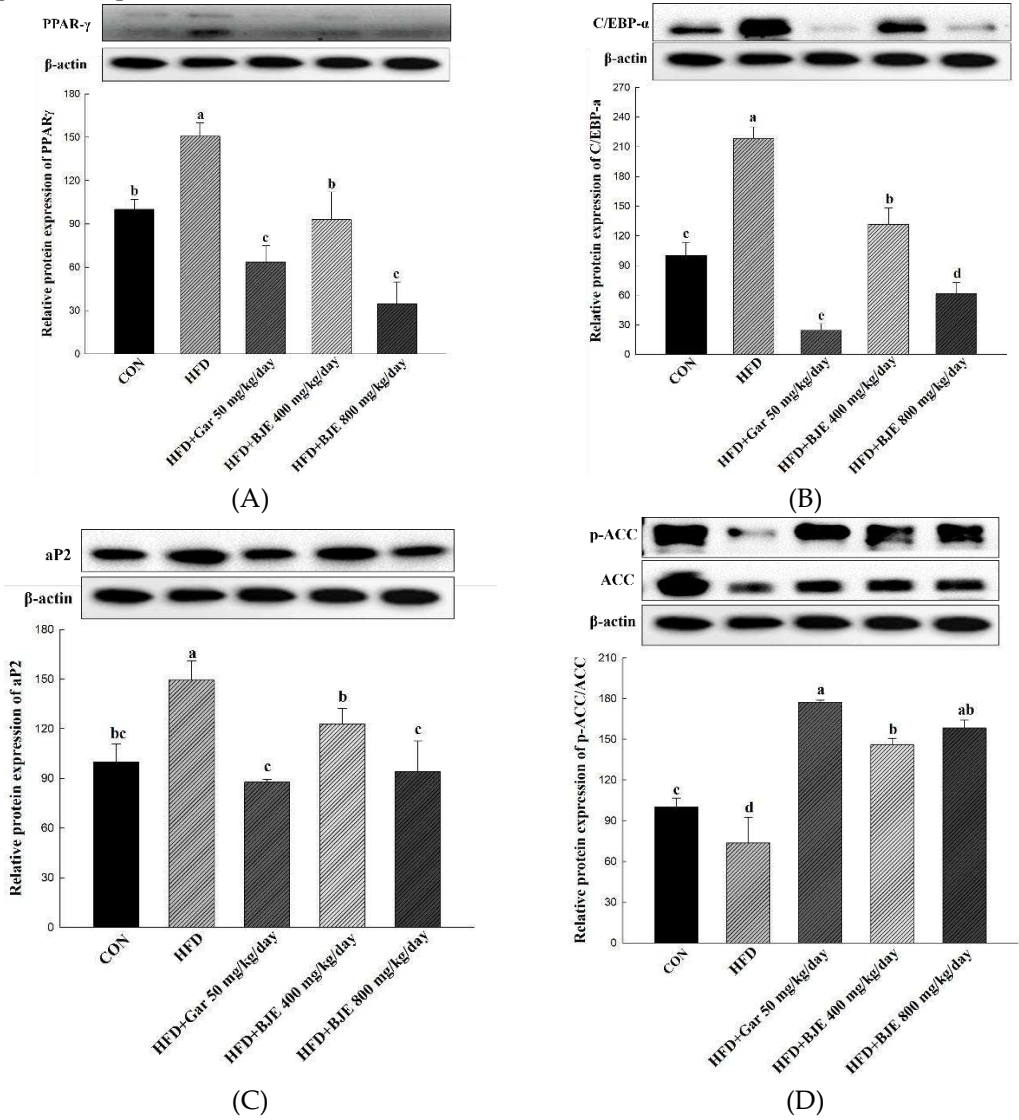 PPAR-γ
β-actin
Relative protein expression of PPARγ
180
150
120
90
60
30
0
b
a
c
b
c
CON
HFD
HFD+Gar 50 mg/kg/day
HFD+BJE 400 mg/kg/day
HFD+BJE 800 mg/kg/day
(A)
C/EBP-α
β-actin
Relative protein expression of C/EBP-a
270
240
210
180
150
120
90
60
30
0
c
a
e
b
d
CON
HFD
HFD+Gar 50 mg/kg/day
HFD+BJE 400 mg/kg/day
HFD+BJE 800 mg/kg/day
(B)
aP2
β-actin
Relative protein expression of aP2
180
150
120
90
60
30
0
bc
a
c
b
c
CON
HFD
HFD+Gar 50 mg/kg/day
HFD+BJE 400 mg/kg/day
HFD+BJE 800 mg/kg/day
(C)
p-ACC
ACC
β-actin
Relative protein expression of p-ACC/ACC
210
180
150
120
90
60
30
0
c
d
a
b
ab
CON
HFD
HFD+Gar 50 mg/kg/day
HFD+BJE 400 mg/kg/day
HFD+BJE 800 mg/kg/day
(D)